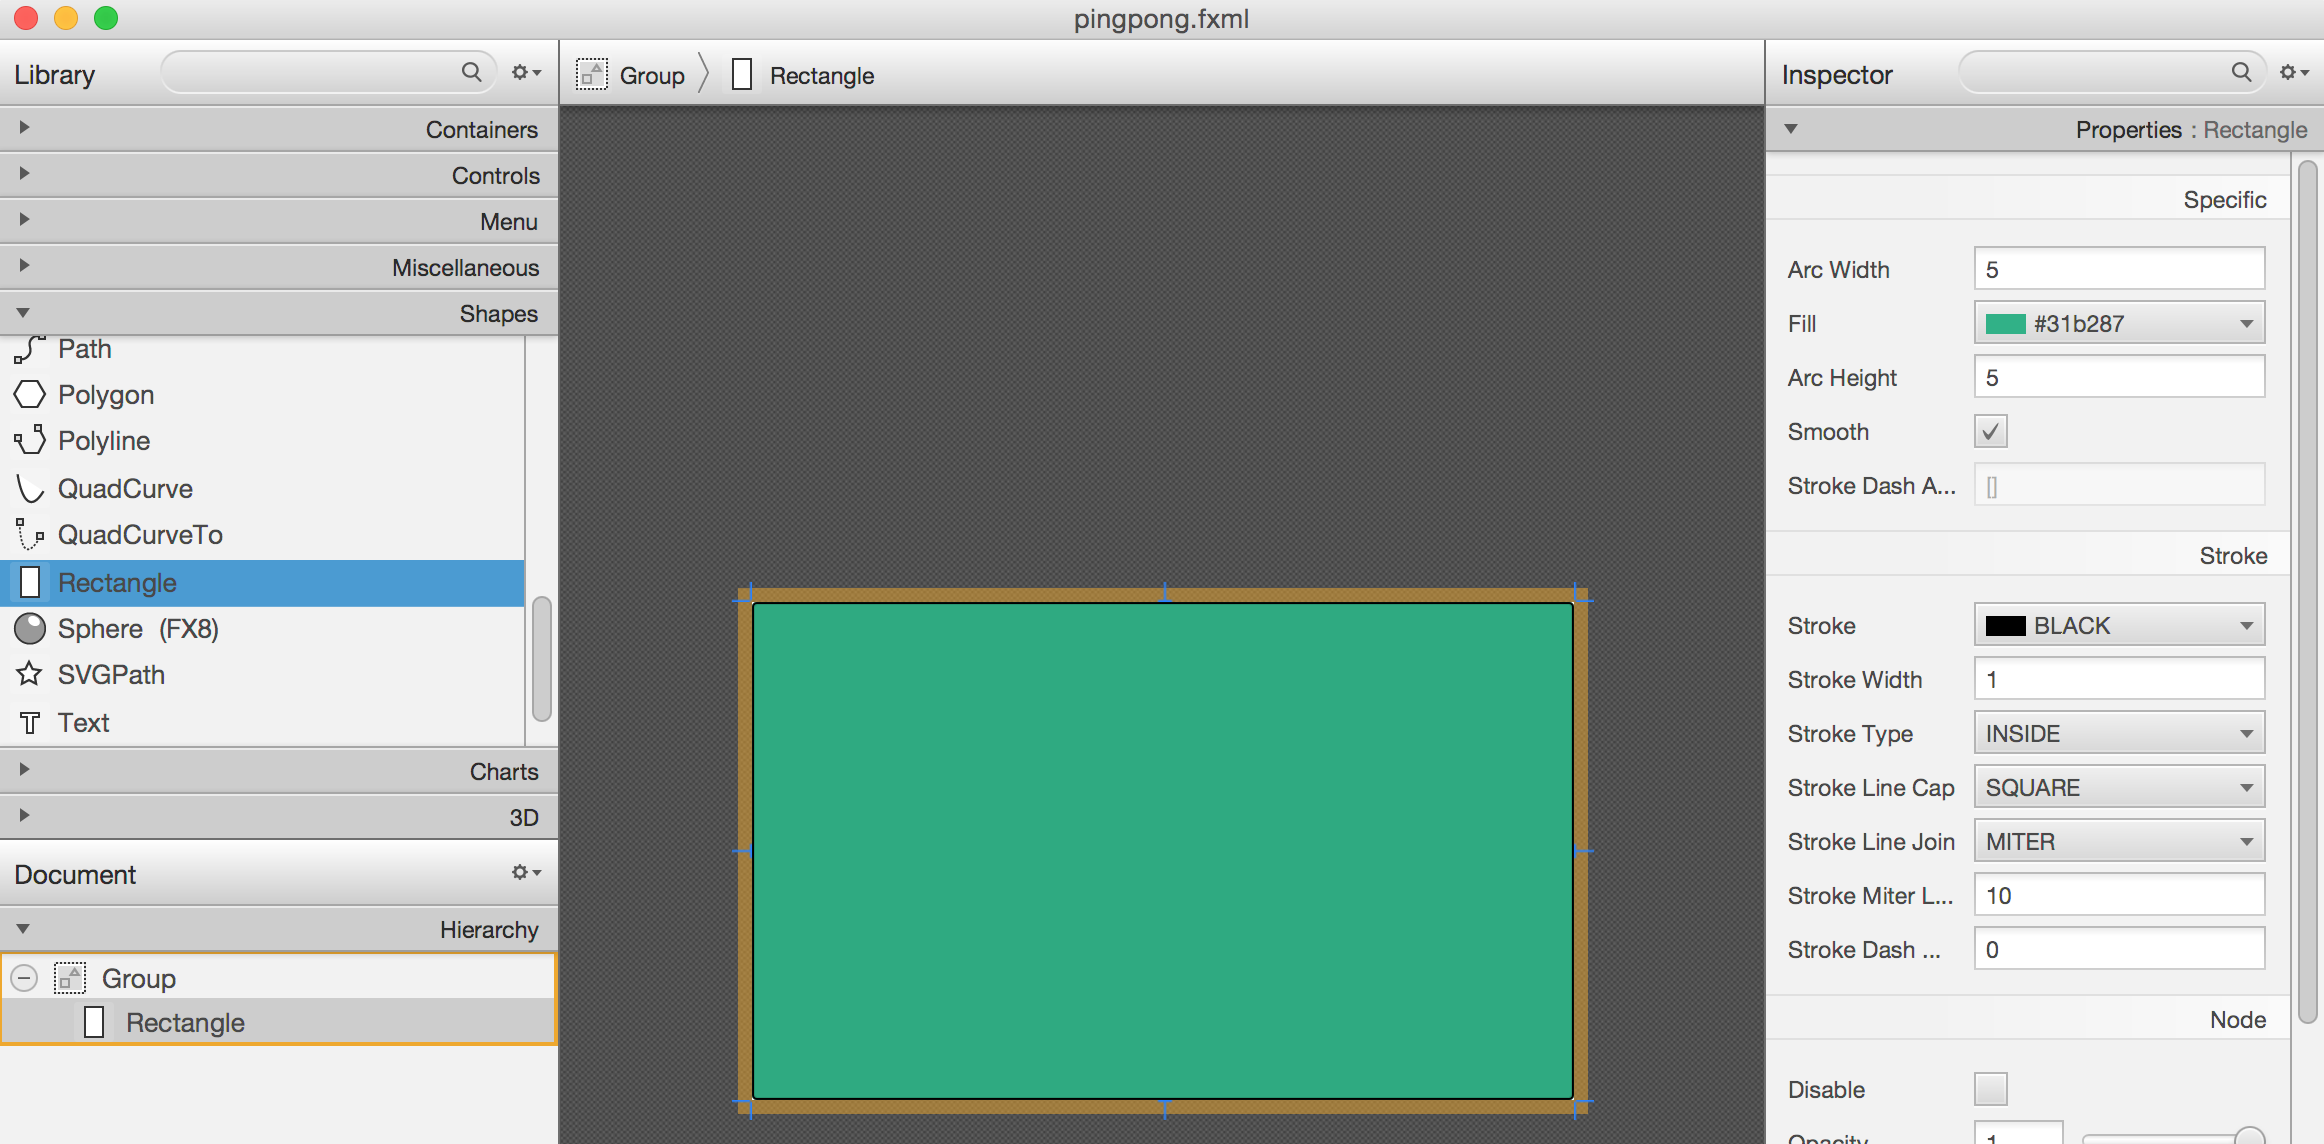 pingpong.fxml
Library
Containers
Controls
Menu
Miscellaneous
Shapes
Path
Polygon
Polyline
QuadCurve
QuadCurveTo
Rectangle
Sphere (FX8)
SVGPath
Text
Charts
3D
Document
Hierarchy
Group
Rectangle
Group Rectangle
Inspector
Properties : Rectangle
Specific
Arc Width 5
Fill #31b287
Arc Height 5
Smooth
Stroke Dash A... []
Stroke
Stroke BLACK
Stroke Width 1
Stroke Type INSIDE
Stroke Line Cap SQUARE
Stroke Line Join MITER
Stroke Miter L... 10
Stroke Dash ... 0
Node
Disable
Opacity 1